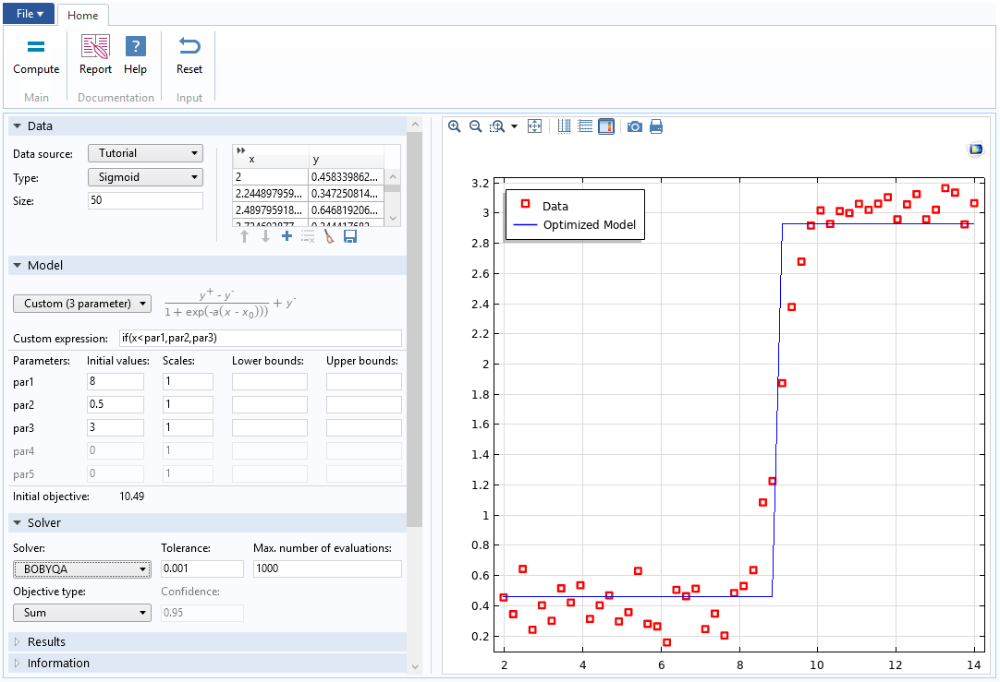 File
Home
Compute
Report
Help
Reset
Main
Documentation
Input
Data
Data source:
Tutorial
Type:
Sigmoid
Size:
50
x y
2 0.458339862...
2.244897959... 0.347250814...
2.489795918... 0.646819206...
Model
Custom (3 parameter)
y+ - y-
1 + exp(-a(x - x0))) + y-
Custom expression:
if(x<par1,par2,par3)
Parameters: Initial values: Scales: Lower bounds: Upper bounds:
par1 8 1
par2 0.5 1
par3 3 1
par4 0 1
par5 0 1
Initial objective: 10.49
Solver
Solver: Tolerance: Max. number of evaluations:
BOBYQA 0.001 1000
Objective type: Confidence:
Sum 0.95
Results
Information
Data
Optimized Model
3.2
3
2.8
2.6
2.4
2.2
2
1.8
1.6
1.4
1.2
1
0.8
0.6
0.4
0.2
2 4 6 8 10 12 14